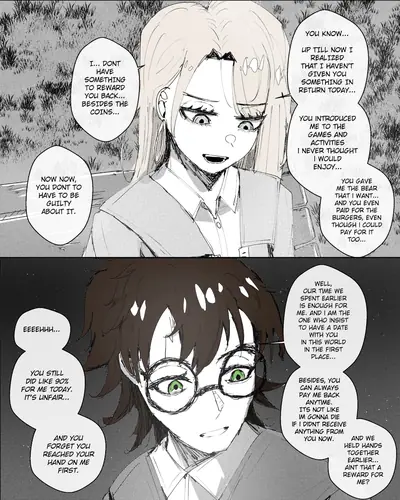 YOU KNOW...
UP TILL NOW I
REALIZED
THAT I HAVEN'T
GIVEN YOU
SOMETHING IN
RETURN TODAY...
YOU INTRODUCED
ME TO THE
GAMES AND
ACTIVITIES
I NEVER THOUGHT
I WOULD
ENJOY...
YOU GAVE
ME THE BEAR
THAT I WANT...
AND YOU EVEN
PAID FOR THE
BURGERS, EVEN
THOUGH I COULD
PAY FOR IT
TOO...
I... DONT
HAVE
SOMETHING
TO REWARD
YOU BACK...
BESIDES THE
COINS...
NOW NOW,
YOU DONT TO
HAVE TO BE
GUILTY
ABOUT IT.
WELL,
OUR TIME WE
SPENT EARLIER
IS ENOUGH FOR
ME. AND I AM THE
ONE WHO INSIST
TO HAVE A DATE
WITH YOU
IN THIS WORLD
IN THE FIRST
PLACE...
BESIDES, YOU
CAN ALWAYS
PAY ME BACK
ANYTIME.
ITS NOT LIKE
IM GONNA DIE
IF I DIDNT RECEIVE
ANYTHING FROM
YOU NOW.
AND WE
HELD HANDS
TOGETHER
EARLIER...
AINT THAT A
REWARD FOR
ME?
EEEEHHH...
YOU STILL
DID LIKE 90%
FOR ME TODAY.
IT'S UNFAIR...
AND YOU
FORGET YOU
REACHED YOUR
HAND ON ME
FIRST.